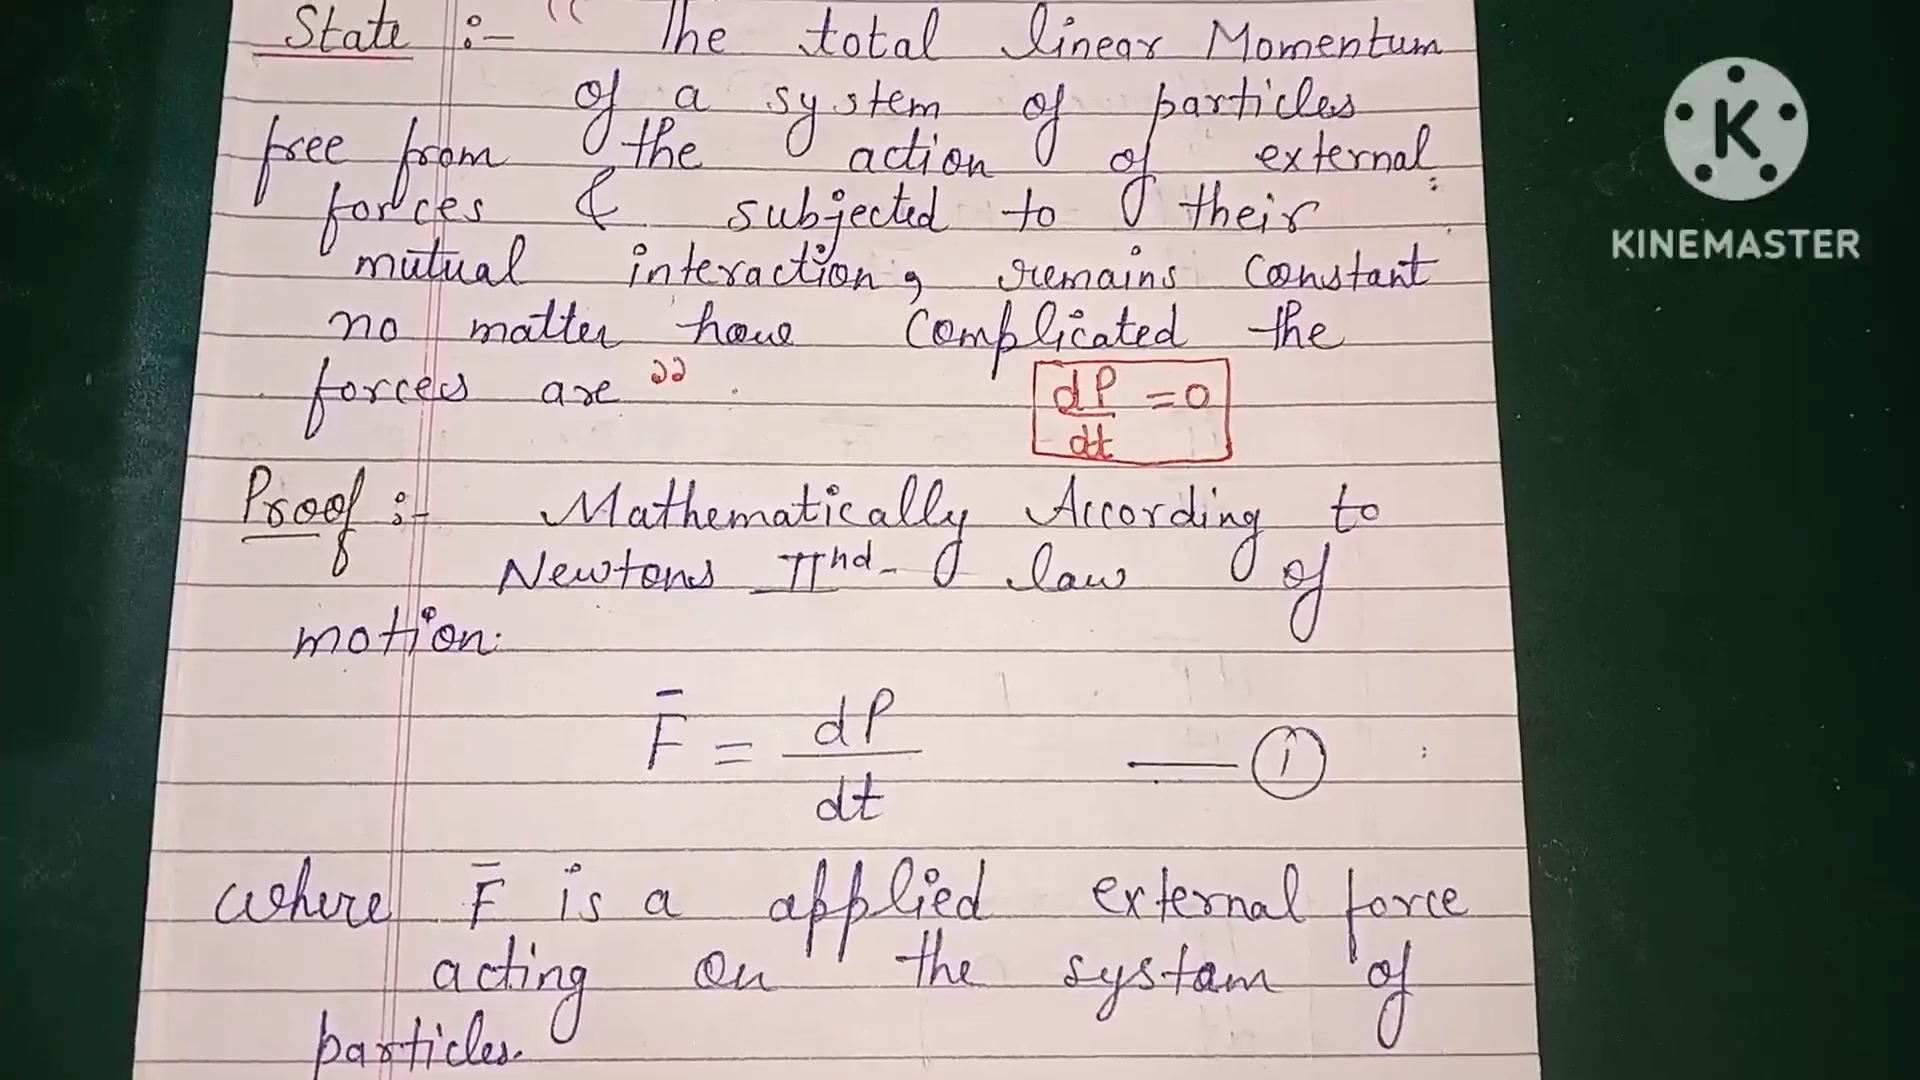 State :- “ The total linear Momentum
of a system of particles
free from the action of external
forces & subjected to their
mutual interaction, remains constant
no matter how complicated the
forces are ”
dP/dt = 0
Proof :- Mathematically According to
Newtons IInd law of
motion.
F̄ = dP/dt — (i)
where F̄ is a applied external force
acting on the systam of
particles.
K
KINEMASTER